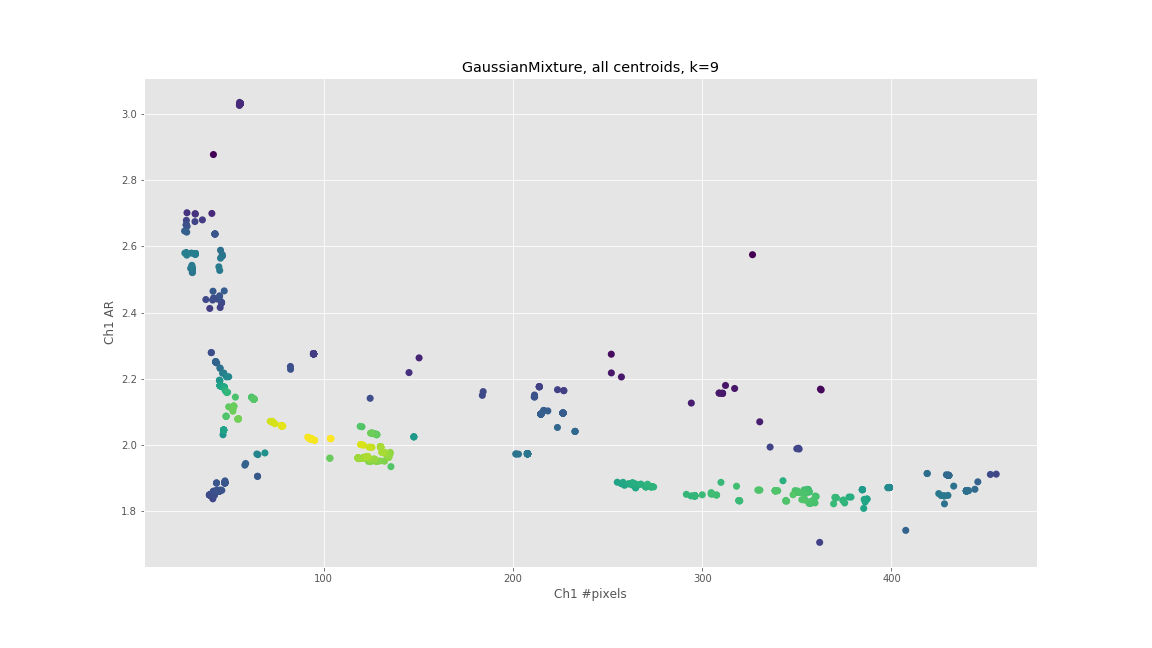 GaussianMixture, all centroids, k=9
3.0
2.8
2.6
2.4
2.2
2.0
1.8
Ch1 AR
100 200 300 400
Ch1 #pixels